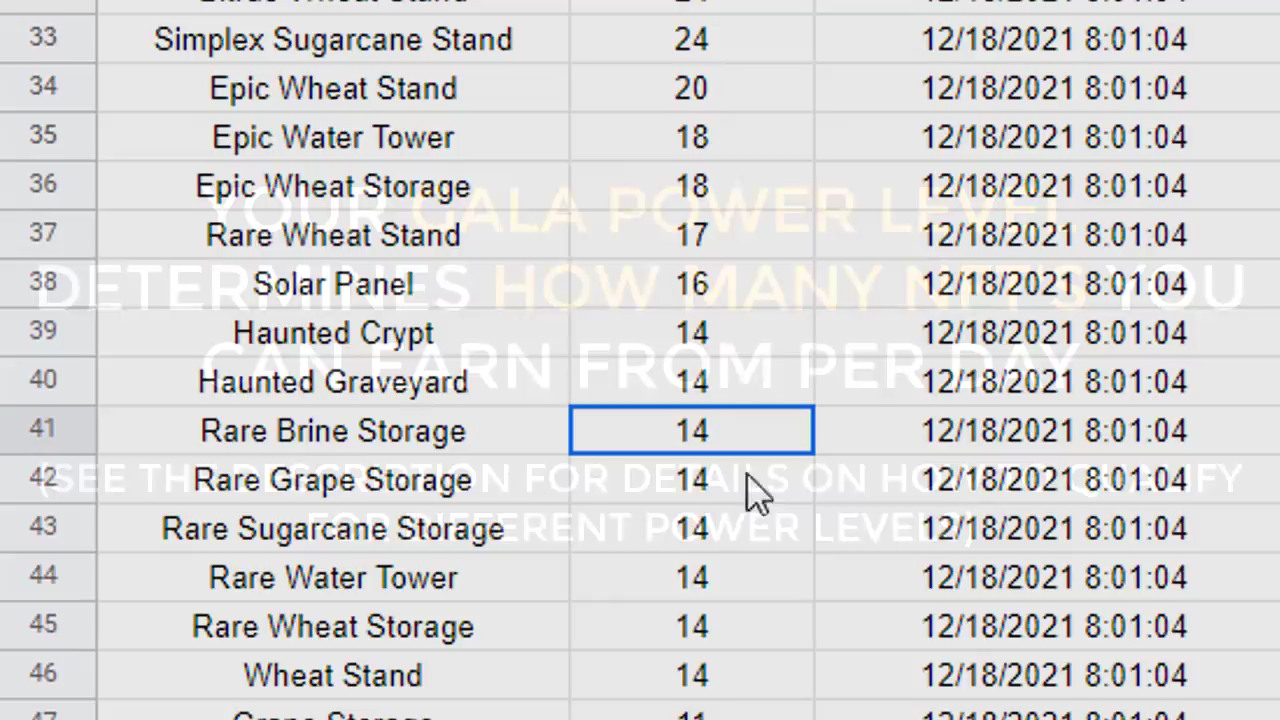 33 Simplex Sugarcane Stand 24 12/18/2021 8:01:04
34 Epic Wheat Stand 20 12/18/2021 8:01:04
35 Epic Water Tower 18 12/18/2021 8:01:04
36 Epic Wheat Storage 18 12/18/2021 8:01:04
YOUR GALA POWER LEVEL
37 Rare Wheat Stand 17 12/18/2021 8:01:04
38 Solar Panel 16 12/18/2021 8:01:04
DETERMINES HOW MANY NFTS YOU
39 Haunted Crypt 14 12/18/2021 8:01:04
CAN EARN FROM PER DAY
40 Haunted Graveyard 14 12/18/2021 8:01:04
41 Rare Brine Storage 14 12/18/2021 8:01:04
42 Rare Grape Storage 14 12/18/2021 8:01:04
(SEE THE DESCRIPTION FOR DETAILS ON HOW TO QUALIFY
43 Rare Sugarcane Storage 14 12/18/2021 8:01:04
FOR DIFFERENT POWER LEVELS)
44 Rare Water Tower 14 12/18/2021 8:01:04
45 Rare Wheat Storage 14 12/18/2021 8:01:04
46 Wheat Stand 14 12/18/2021 8:01:04